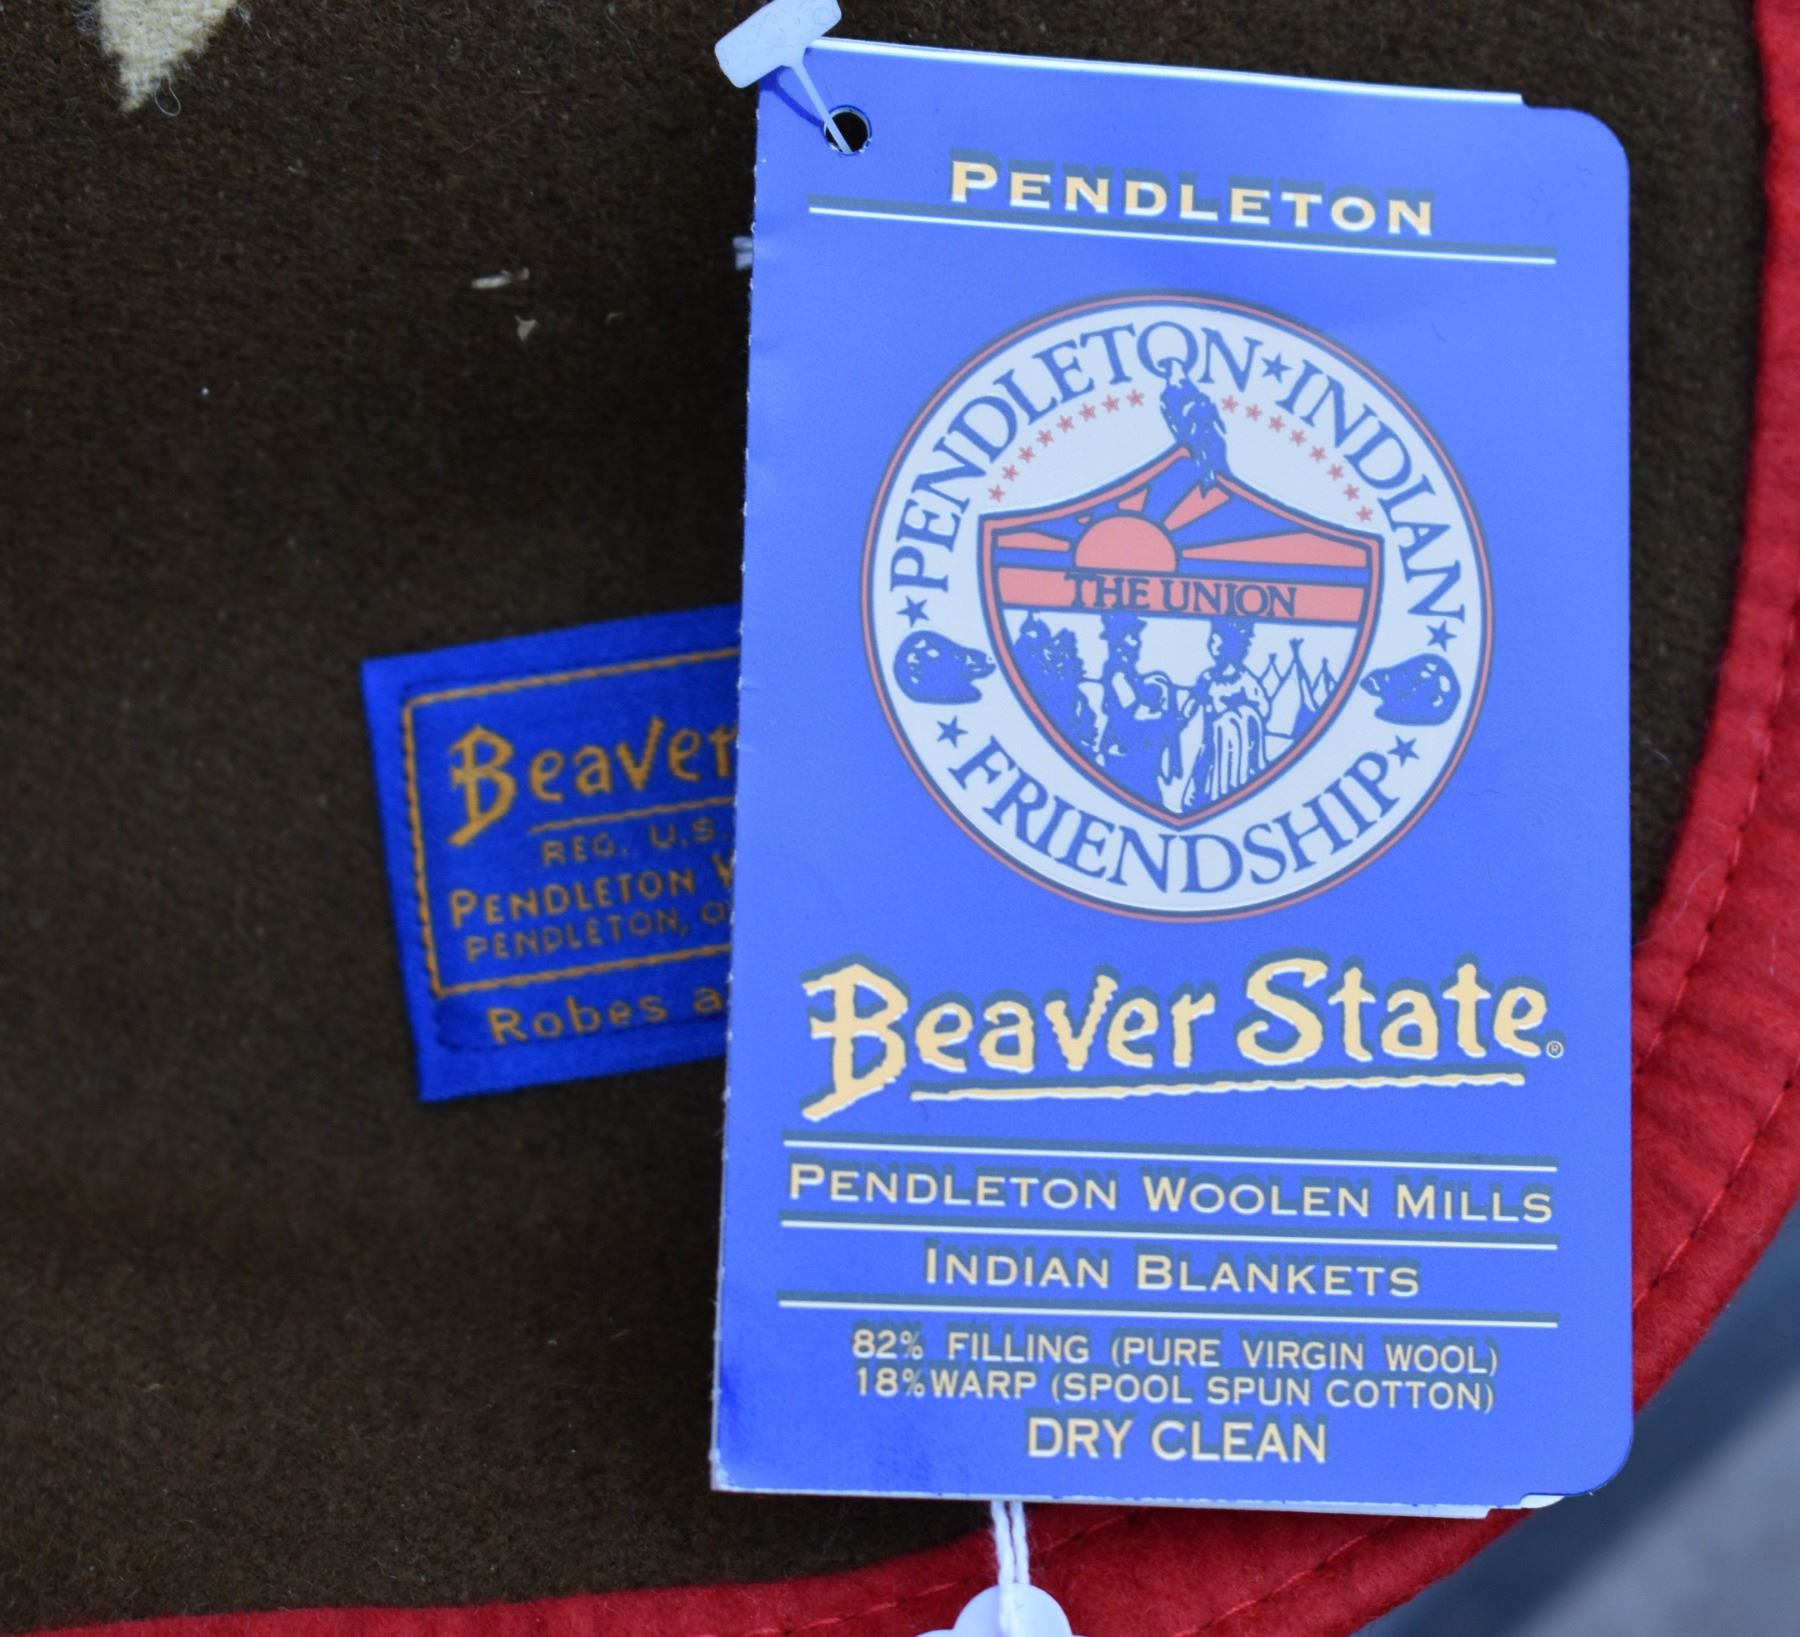 PENDLETON
PENDLETON ★ INDIAN
★ FRIENDSHIP ★
THE UNION
Beaver State®
PENDLETON WOOLEN MILLS
INDIAN BLANKETS
82% FILLING (PURE VIRGIN WOOL)
18% WARP (SPOOL SPUN COTTON)
DRY CLEAN
Beaver
REG. U.S.
PENDLETON
PENDLETON,
Robes